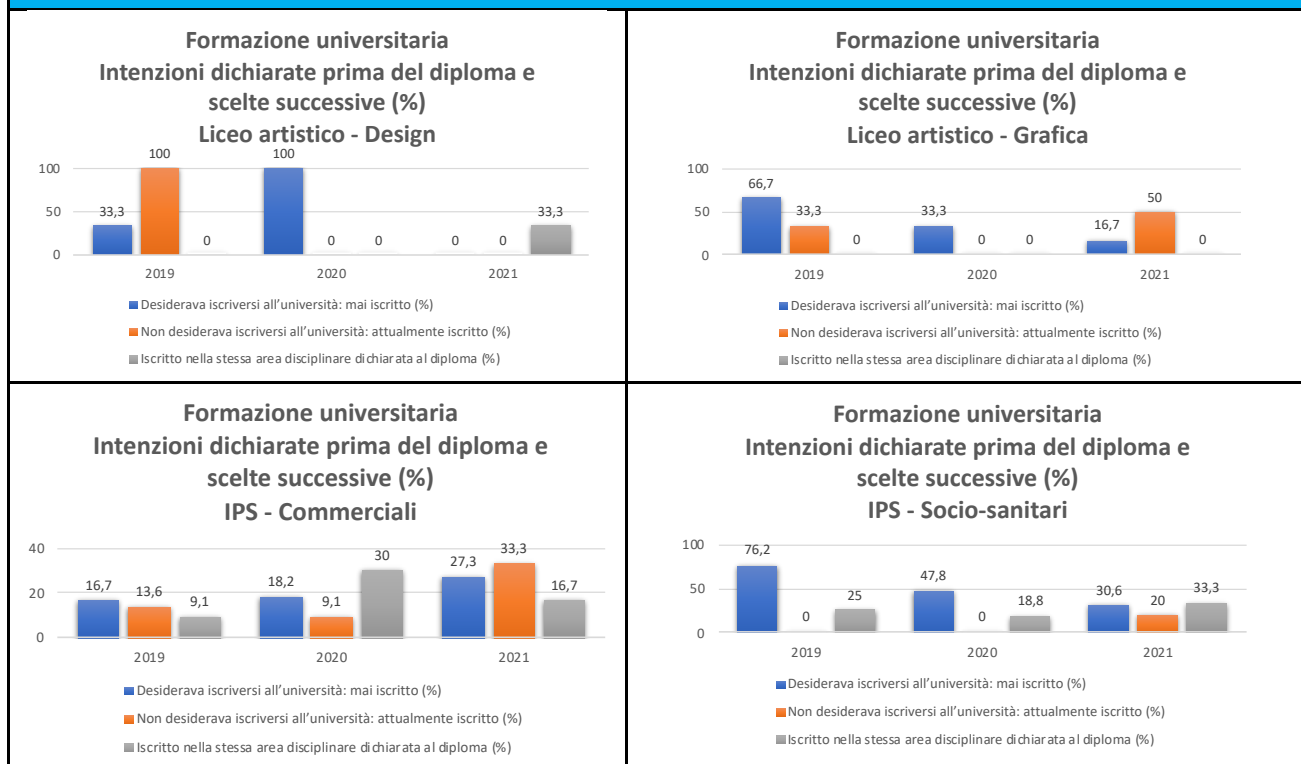 Formazione universitaria
Intenzioni dichiarate prima del diploma e
scelte successive (%)
Liceo artistico - Design
100
100
100
50
0
33,3
0
0
0
0
0
33,3
2019
2020
2021
Desiderava iscriversi all'università: mai iscritto (%)
Non desiderava iscriversi all'università: attualmente iscritto (%)
Iscritto nella stessa area disciplinare dichiarata al diploma (%)
Formazione universitaria
Intenzioni dichiarate prima del diploma e
scelte successive (%)
Liceo artistico - Grafica
100
50
0
66,7
33,3
0
33,3
0
0
16,7
50
0
2019
2020
2021
Desiderava iscriversi all'università: mai iscritto (%)
Non desiderava iscriversi all'università: attualmente iscritto (%)
Iscritto nella stessa area disciplinare dichiarata al diploma (%)
Formazione universitaria
Intenzioni dichiarate prima del diploma e
scelte successive (%)
IPS - Commerciali
40
20
0
16,7
13,6
9,1
18,2
9,1
30
27,3
33,3
16,7
2019
2020
2021
Desiderava iscriversi all'università: mai iscritto (%)
Non desiderava iscriversi all'università: attualmente iscritto (%)
Iscritto nella stessa area disciplinare dichiarata al diploma (%)
Formazione universitaria
Intenzioni dichiarate prima del diploma e
scelte successive (%)
IPS - Socio-sanitari
100
50
0
76,2
0
25
47,8
0
18,8
30,6
20
33,3
2019
2020
2021
Desiderava iscriversi all'università: mai iscritto (%)
Non desiderava iscriversi all'università: attualmente iscritto (%)
Iscritto nella stessa area disciplinare dichiarata al diploma (%)